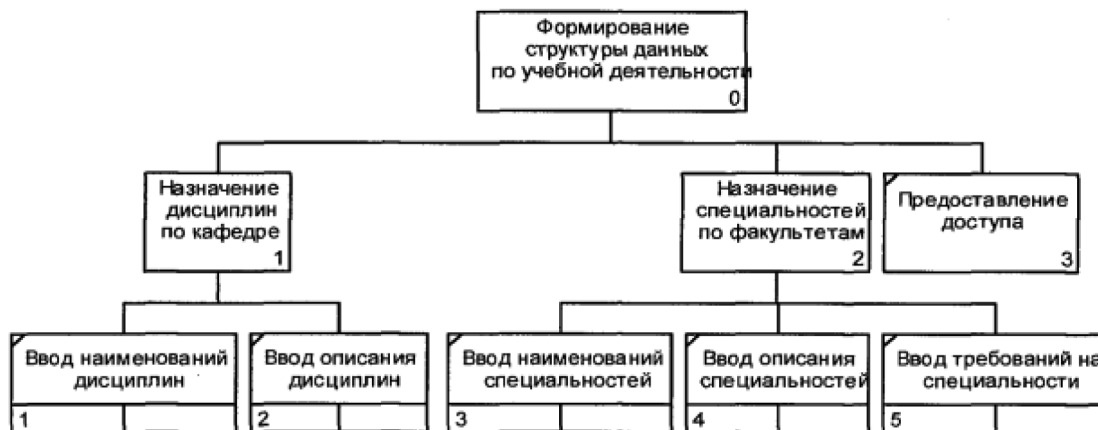 Формирование
структуры данных
по учебной деятельности
0
Назначение
дисциплин
по кафедре
1
Назначение
специальностей
по факультетам
2
Предоставление
доступа
3
Ввод наименований
дисциплин
1
Ввод описания
дисциплин
2
Ввод наименований
специальностей
3
Ввод описания
специальностей
4
Ввод требований на
специальности
5